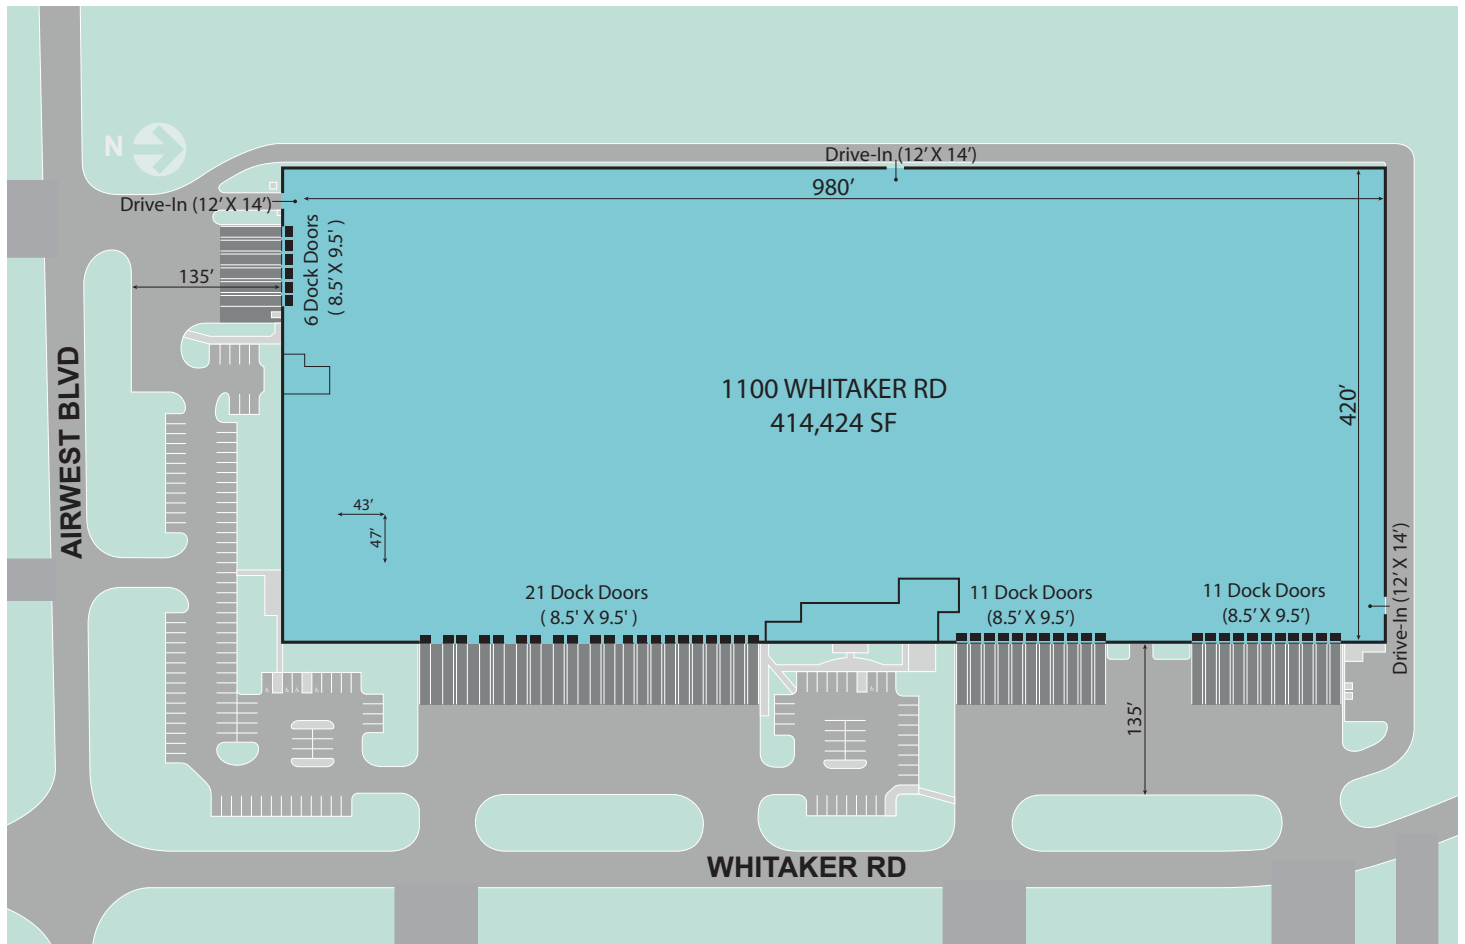 N
Drive-In (12’ X 14’)
980’
Drive-In (12’ X 14’)
6 Dock Doors
( 8.5' X 9.5' )
135’
AIRWEST BLVD
1100 WHITAKER RD
414,424 SF
420’
43’
47’
21 Dock Doors
( 8.5' X 9.5' )
11 Dock Doors
(8.5’ X 9.5’)
11 Dock Doors
(8.5’ X 9.5’)
Drive-In (12’ X 14’)
135’
WHITAKER RD